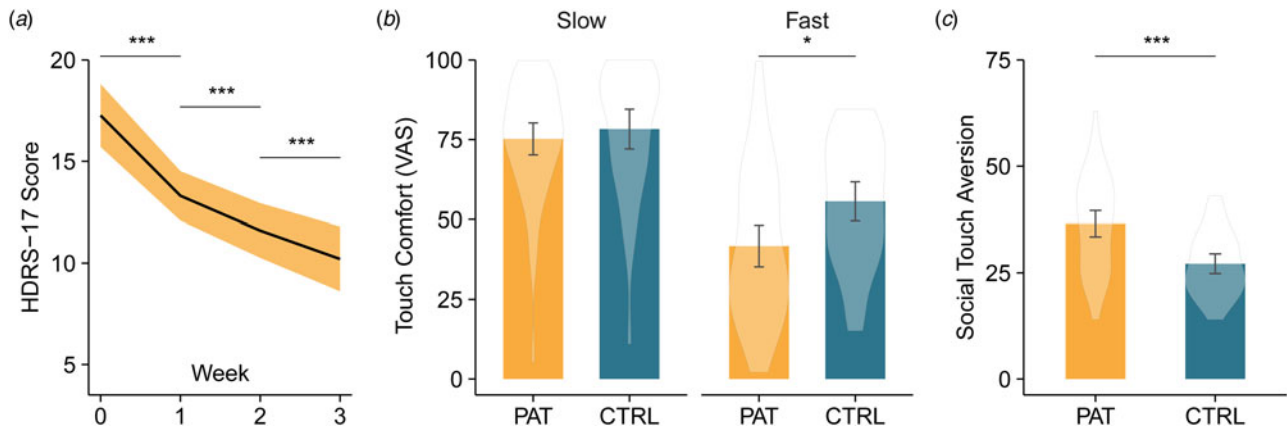 (a)
HDRS-17 Score
20
15
10
5
***
***
***
Week
0 1 2 3
(b)
Slow Fast
Touch Comfort (VAS)
100
75
50
25
0
*
PAT CTRL PAT CTRL
(c)
Social Touch Aversion
75
50
25
0
***
PAT CTRL